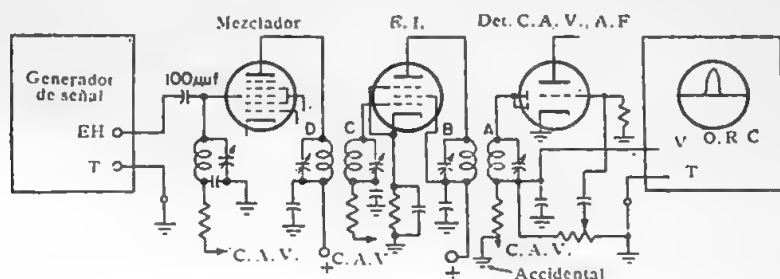 Mezclador
R. I.
Det. C. A. V., A. F
Generador de señal
100µµf
EH
T
D
C
B
A
V
O. R C
T
C. A. V.
+
C. A. V
+
C. A. V.
Accidental